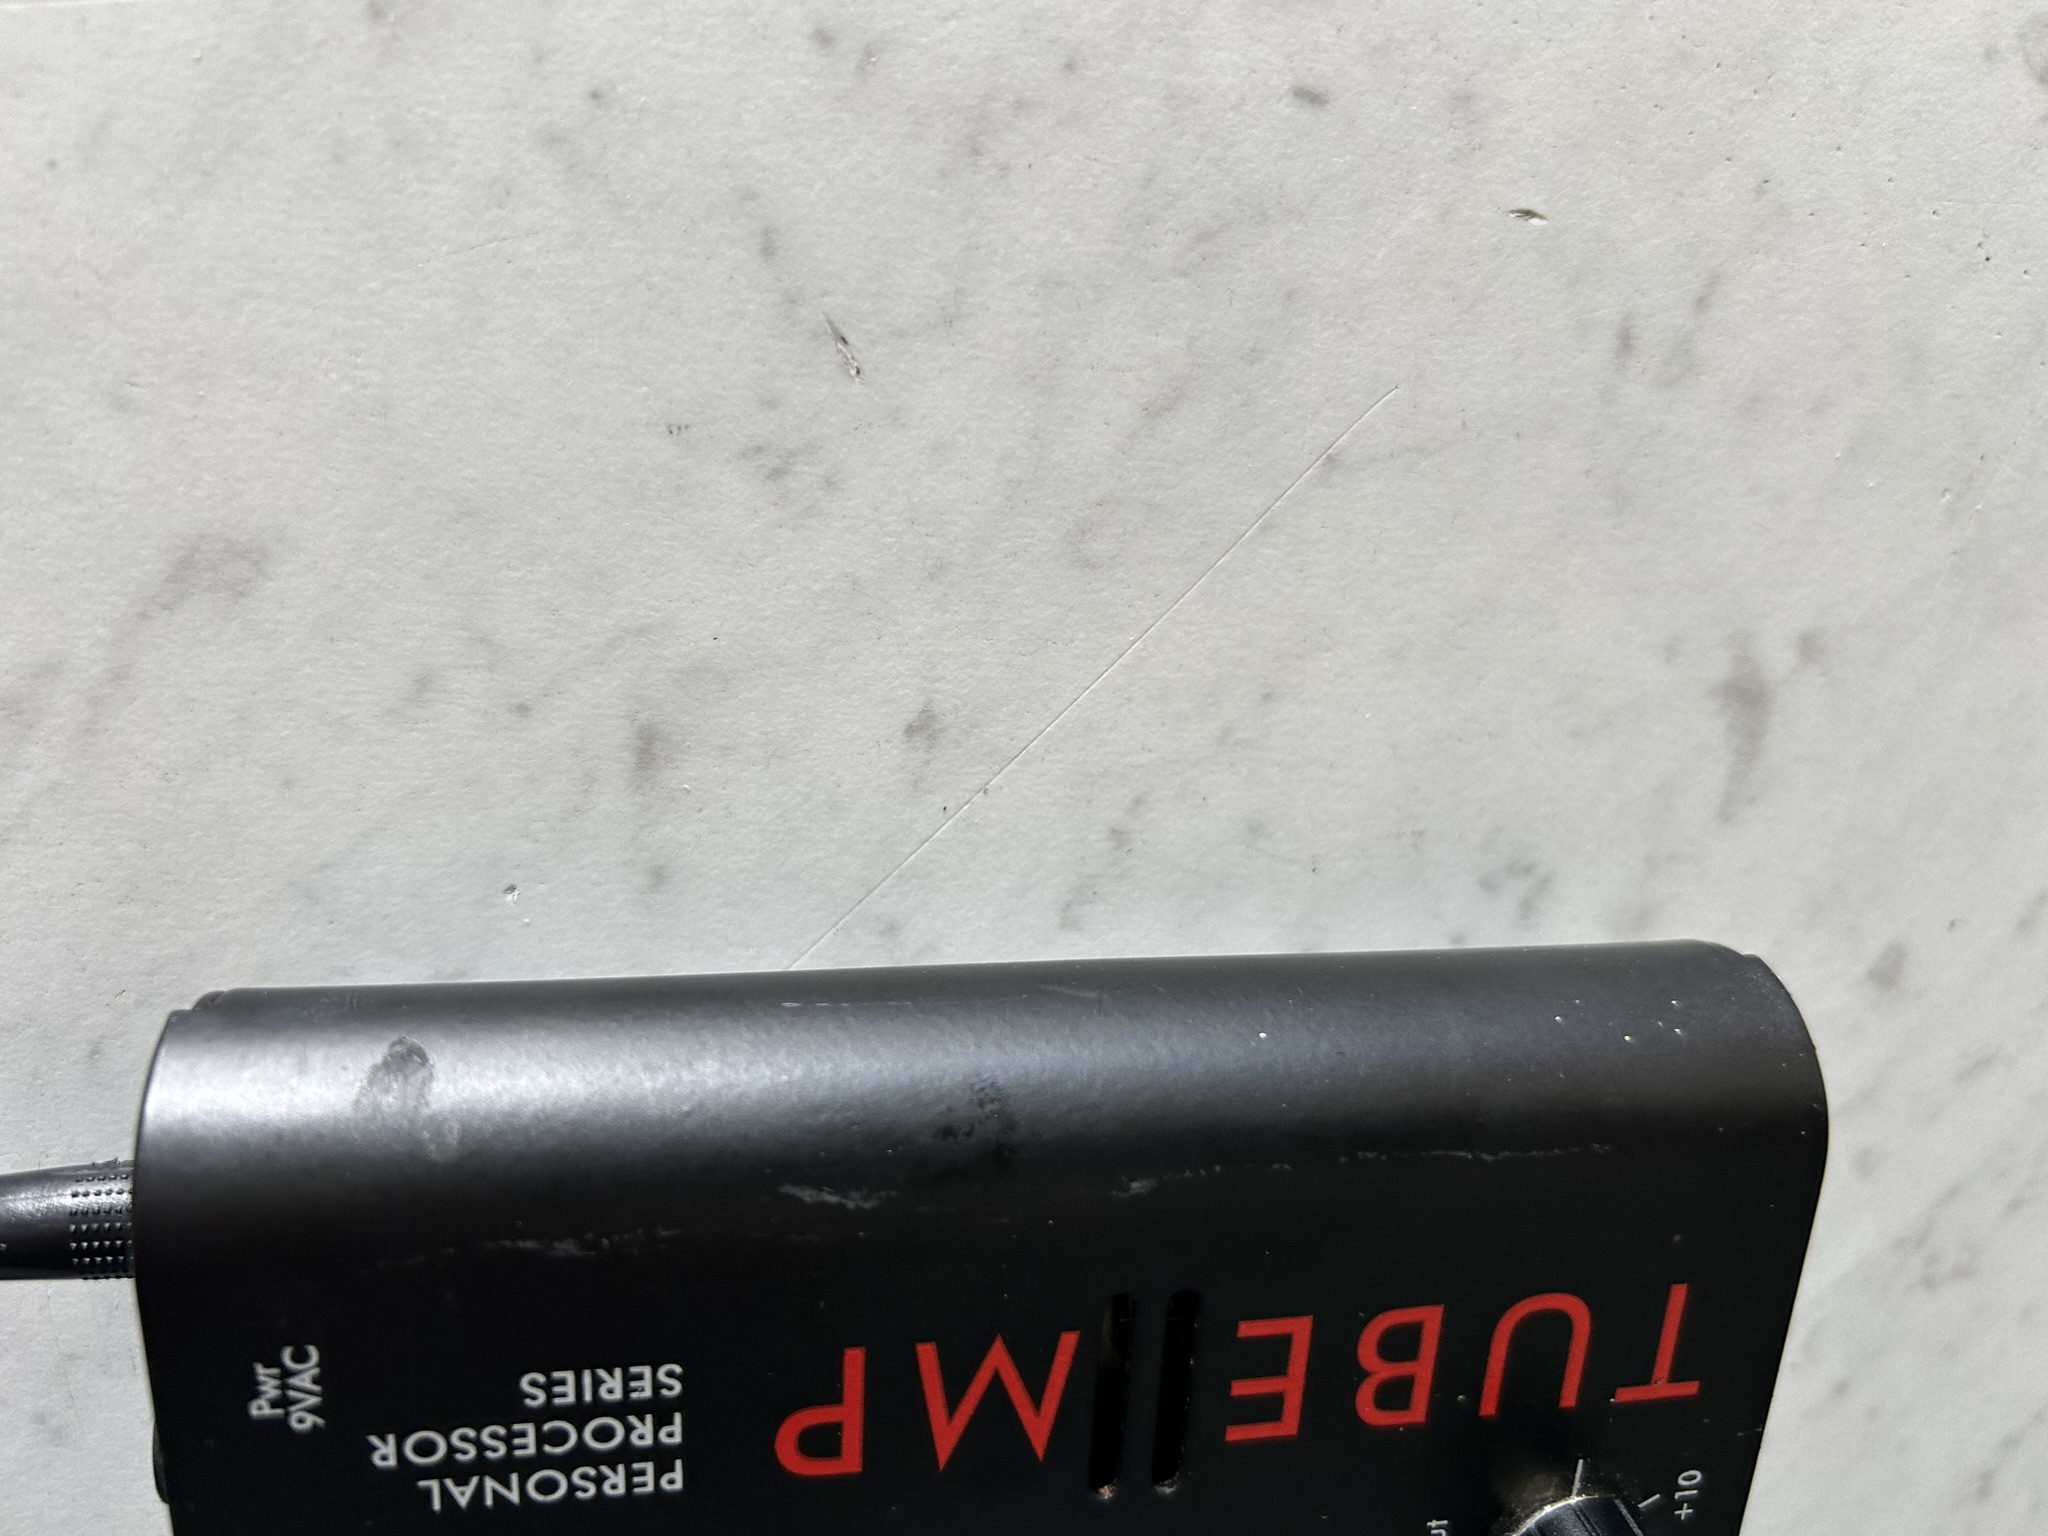 TUBE MP
PERSONAL
PROCESSOR
SERIES
Pwr
9VAC
+10